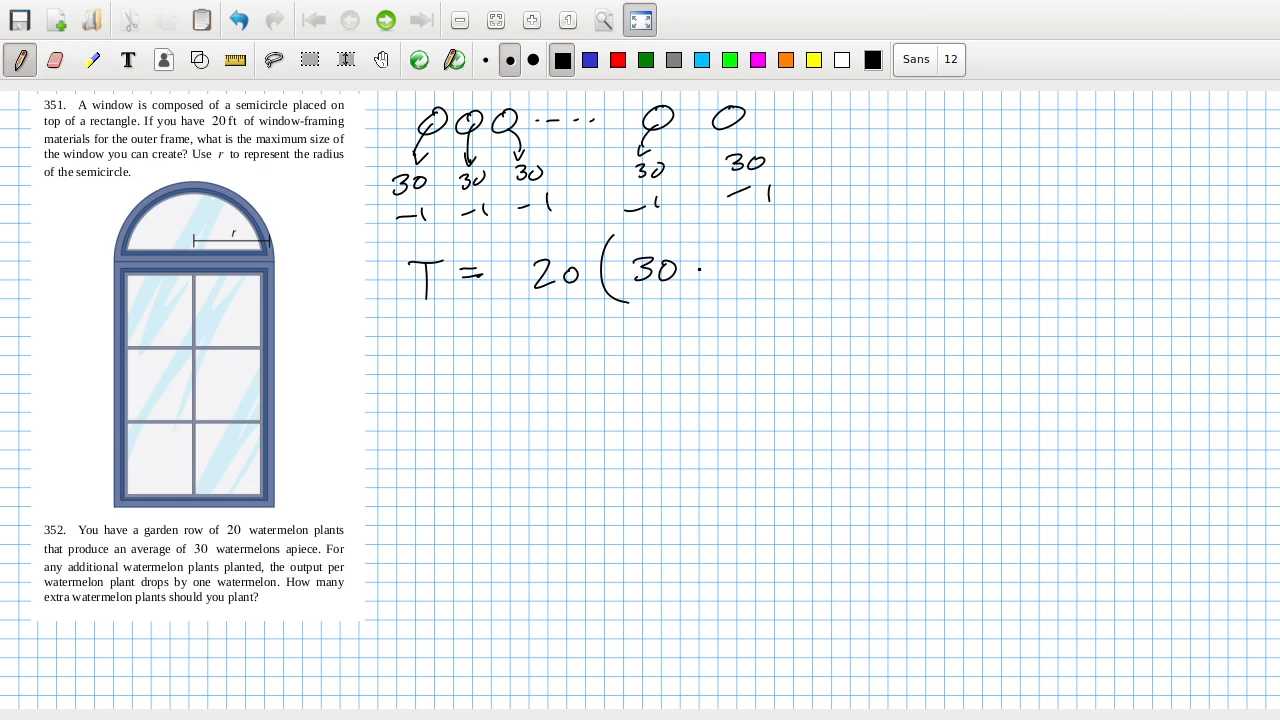 Sans 12
351. A window is composed of a semicircle placed on
top of a rectangle. If you have 20 ft of window-framing
materials for the outer frame, what is the maximum size of
the window you can create? Use r to represent the radius
of the semicircle.
r
352. You have a garden row of 20 watermelon plants
that produce an average of 30 watermelons apiece. For
any additional watermelon plants planted, the output per
watermelon plant drops by one watermelon. How many
extra watermelon plants should you plant?
30 30 30 30 30
-1 -1 -1 -1 -1
T = 20 (30 ·